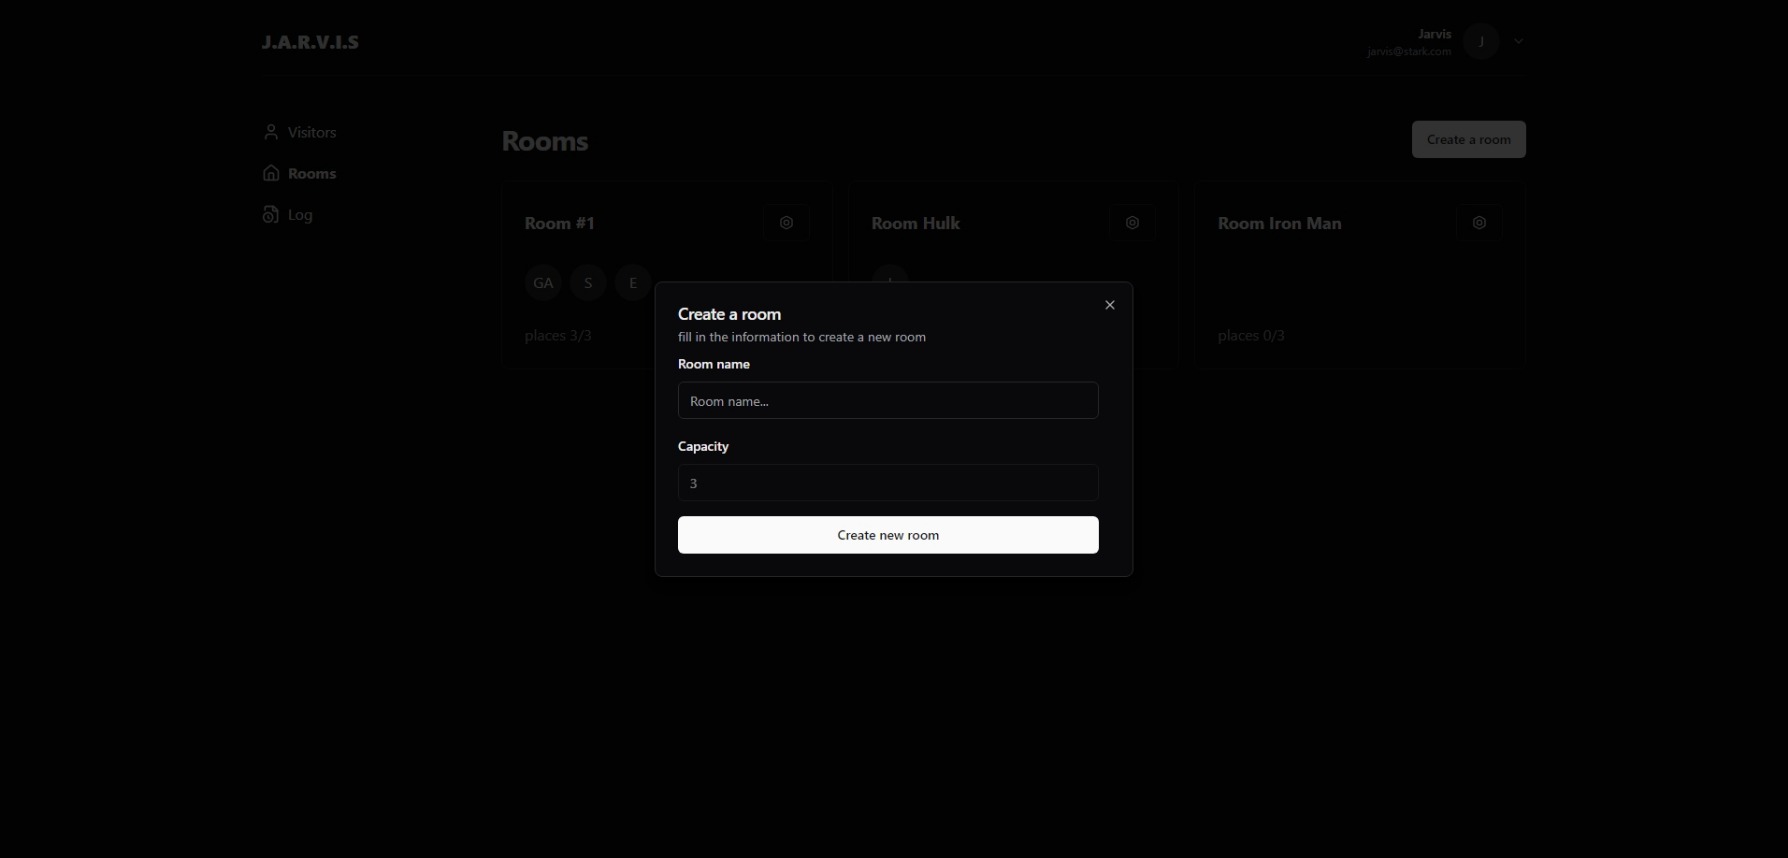 J.A.R.V.I.S
Jarvis
jarvis@stark.com
J
Visitors
Rooms
Log
Rooms
Create a room
Room #1
Room Hulk
Room Iron Man
GA S E
places 3/3
places 0/3
Create a room
fill in the information to create a new room
Room name
Room name...
Capacity
3
Create new room